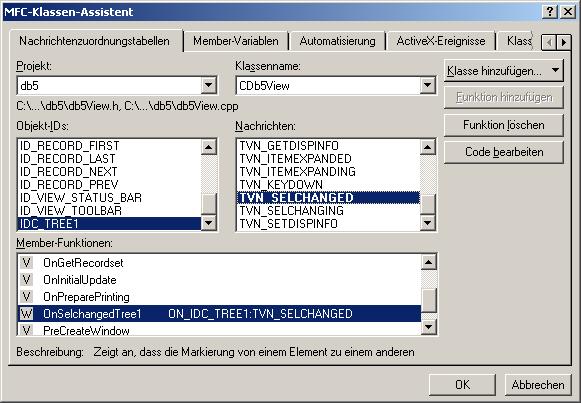 MFC-Klassen-Assistent
Nachrichtenzuordnungstabellen
Member-Variablen
Automatisierung
ActiveX-Ereignisse
Klass
Projekt:
db5
Klassenname:
CDb5View
Klasse hinzufügen...
Funktion hinzufügen
Funktion löschen
Code bearbeiten
C:\...\db5\db5View.h, C:\...\db5\db5View.cpp
Objekt-IDs:
ID_RECORD_FIRST
ID_RECORD_LAST
ID_RECORD_NEXT
ID_RECORD_PREV
ID_VIEW_STATUS_BAR
ID_VIEW_TOOLBAR
IDC_TREE1
Nachrichten:
TVN_GETDISPINFO
TVN_ITEMEXPANDED
TVN_ITEMEXPANDING
TVN_KEYDOWN
TVN_SELCHANGED
TVN_SELCHANGING
TVN_SETDISPINFO
Member-Funktionen:
V OnGetRecordset
V OnInitialUpdate
V OnPreparePrinting
W OnSelchangedTree1 ON_IDC_TREE1:TVN_SELCHANGED
V PreCreateWindow
Beschreibung: Zeigt an, dass die Markierung von einem Element zu einem anderen
OK
Abbrechen